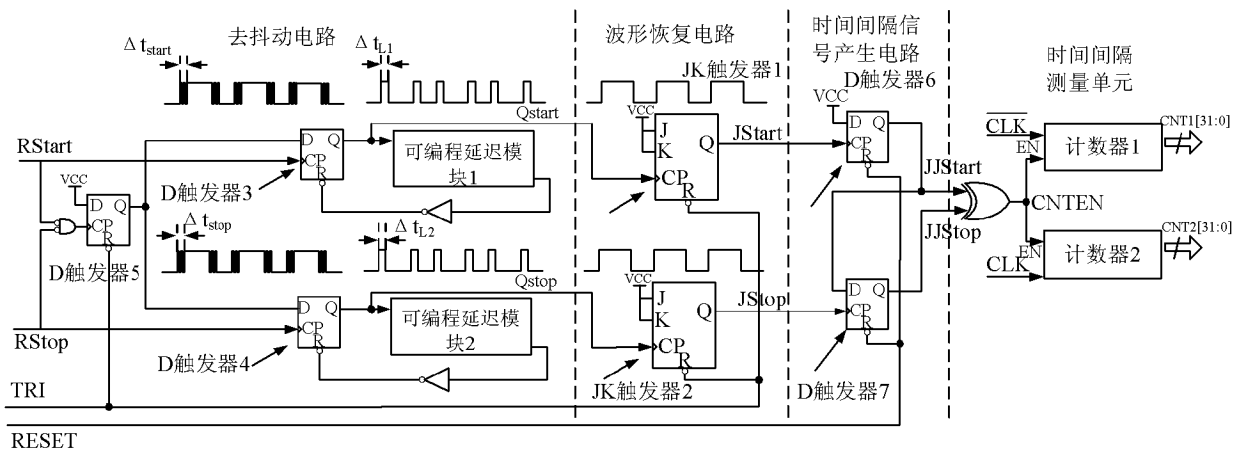 去抖动电路
波形恢复电路
时间间隔信
号产生电路
时间间隔
测量单元
Δtstart
ΔtL1
Qstart
JK触发器1
D触发器6
VCC
VCC
J
K
Q
CP
R
JStart
D
Q
CP
R
CLK
EN
计数器1
CNT1[31:0]
RStart
D
Q
CP
R
可编程延迟模
块1
D触发器3
VCC
D
Q
CP
R
D触发器5
JJStart
JJStop
CNTEN
Δtstop
ΔtL2
Qstop
VCC
J
K
Q
CP
R
JStop
D
Q
CP
R
CLK
EN
计数器2
CNT2[31:0]
RStop
D
Q
CP
R
可编程延迟模
块2
D触发器4
JK触发器2
D触发器7
TRI
RESET